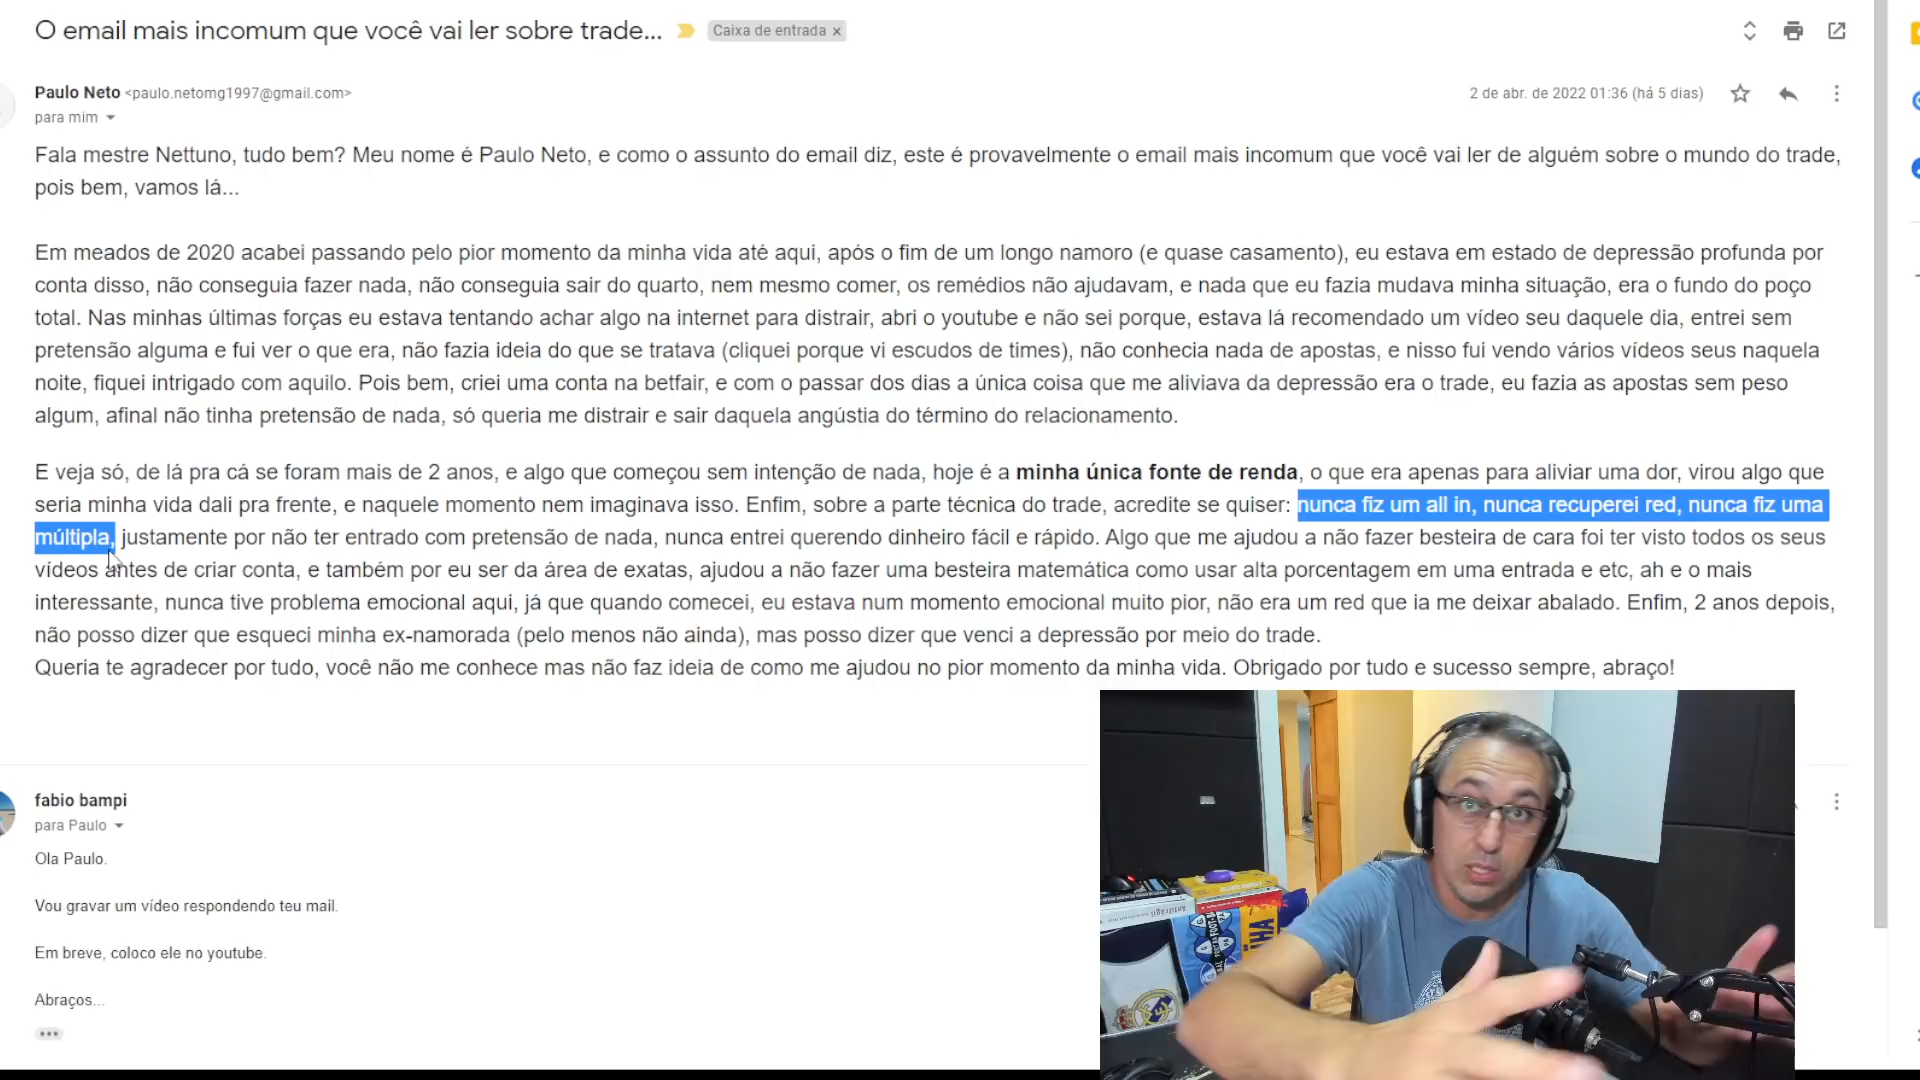 O email mais incomum que você vai ler sobre trade...
Caixa de entrada ×
Paulo Neto <paulo.netomg1997@gmail.com>
2 de abr. de 2022 01:36 (há 5 dias)
para mim
Fala mestre Nettuno, tudo bem? Meu nome é Paulo Neto, e como o assunto do email diz, este é provavelmente o email mais incomum que você vai ler de alguém sobre o mundo do trade,
pois bem, vamos lá...
Em meados de 2020 acabei passando pelo pior momento da minha vida até aqui, após o fim de um longo namoro (e quase casamento), eu estava em estado de depressão profunda por
conta disso, não conseguia fazer nada, não conseguia sair do quarto, nem mesmo comer, os remédios não ajudavam, e nada que eu fazia mudava minha situação, era o fundo do poço
total. Nas minhas últimas forças eu estava tentando achar algo na internet para distrair, abri o youtube e não sei porque, estava lá recomendado um vídeo seu daquele dia, entrei sem
pretensão alguma e fui ver o que era, não fazia ideia do que se tratava (cliquei porque vi escudos de times), não conhecia nada de apostas, e nisso fui vendo vários vídeos seus naquela
noite, fiquei intrigado com aquilo. Pois bem, criei uma conta na betfair, e com o passar dos dias a única coisa que me aliviava da depressão era o trade, eu fazia as apostas sem peso
algum, afinal não tinha pretensão de nada, só queria me distrair e sair daquela angústia do término do relacionamento.
E veja só, de lá pra cá se foram mais de 2 anos, e algo que começou sem intenção de nada, hoje é a minha única fonte de renda, o que era apenas para aliviar uma dor, virou algo que
seria minha vida dali pra frente, e naquele momento nem imaginava isso. Enfim, sobre a parte técnica do trade, acredite se quiser: nunca fiz um all in, nunca recuperei red, nunca fiz uma
múltipla, justamente por não ter entrado com pretensão de nada, nunca entrei querendo dinheiro fácil e rápido. Algo que me ajudou a não fazer besteira de cara foi ter visto todos os seus
vídeos antes de criar conta, e também por eu ser da área de exatas, ajudou a não fazer uma besteira matemática como usar alta porcentagem em uma entrada e etc, ah e o mais
interessante, nunca tive problema emocional aqui, já que quando comecei, eu estava num momento emocional muito pior, não era um red que ia me deixar abalado. Enfim, 2 anos depois,
não posso dizer que esqueci minha ex-namorada (pelo menos não ainda), mas posso dizer que venci a depressão por meio do trade.
Queria te agradecer por tudo, você não me conhece mas não faz ideia de como me ajudou no pior momento da minha vida. Obrigado por tudo e sucesso sempre, abraço!
fabio bampi
para Paulo
Ola Paulo.
Vou gravar um vídeo respondendo teu mail.
Em breve, coloco ele no youtube.
Abraços...